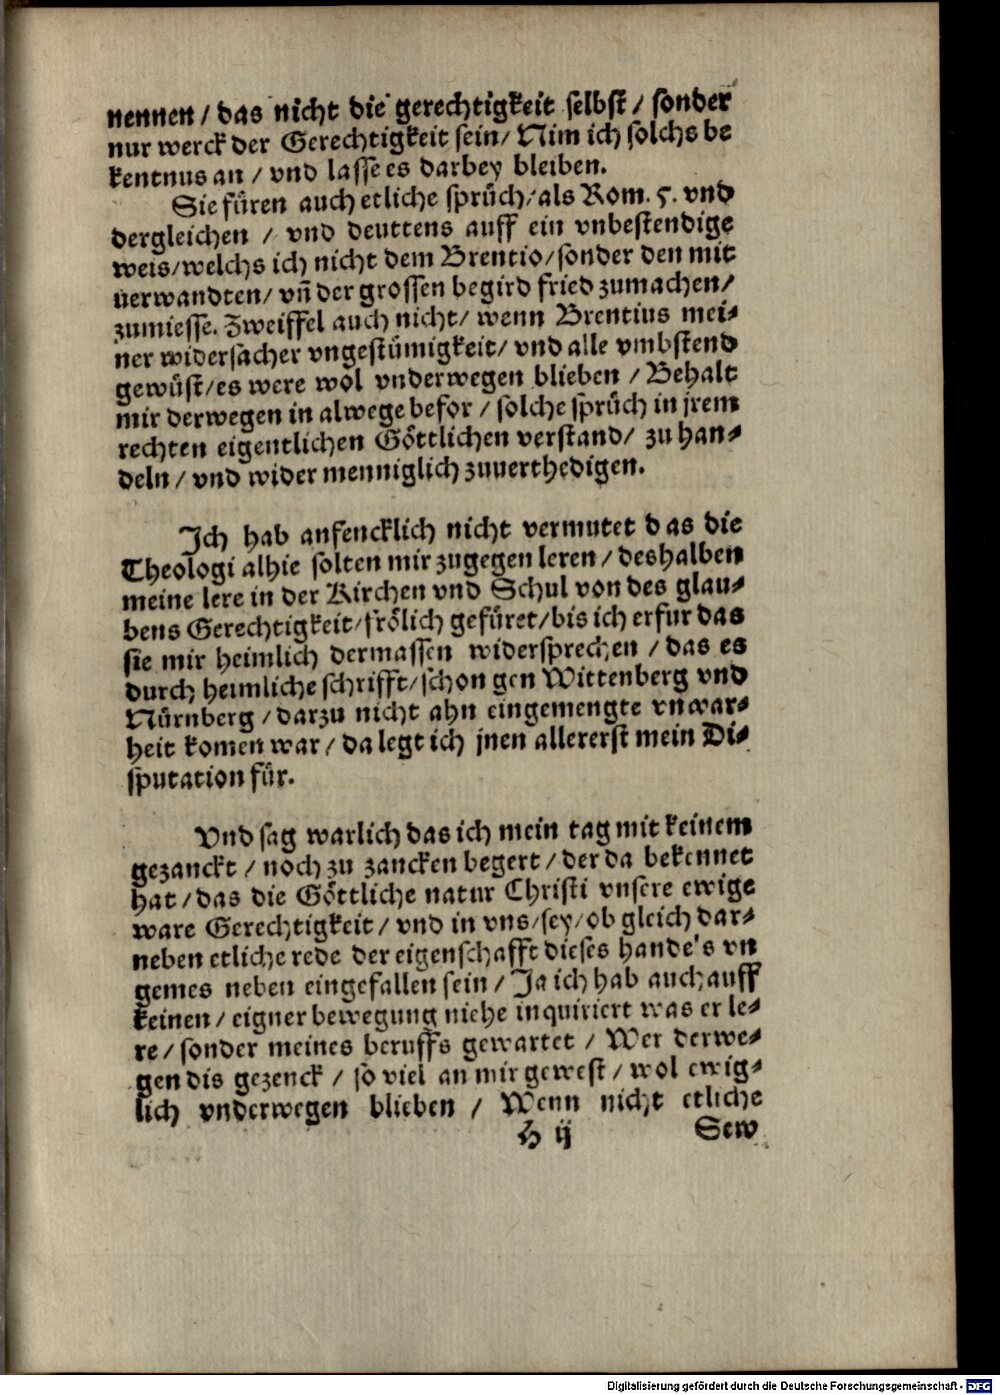 nennen / das nicht die gerechtigkeit selbst / sonder
nur werck der Gerechtigkeit sein / Nim ich solchs be
kentnus an / vnd lasse es darbey bleiben.
Sie füren auch etliche sprüch / als Rom. 5. vnd
dergleichen / vnd deuttens auff ein vnbestendige
weis / welchs ich nicht dem Brentio / sonder den mit
uerwandten / vn̄ der grossen begird fried zumachen /
zumiesse. Zweiffel auch nicht / wenn Brentius mei⸗
ner widersacher vngestümigkeit / vnd alle vmbstend
gewüst / es were wol vnderwegen blieben / Behalt
mir derwegen in alwege befor / solche sprüch in jrem
rechten eigentlichen Göttlichen verstand / zu han⸗
deln / vnd wider menniglich zuuerthedigen.
Ich hab anfencklich nicht vermutet das die
Theologi alhie solten mir zugegen leren / deshalben
meine lere in der Kirchen vnd Schul von des glau⸗
bens Gerechtigkeit / frölich gefüret / bis ich erfur das
sie mir heimlich dermassen widersprechen / das es
durch heimliche schrifft / schon gen Wittenberg vnd
Nürnberg / darzu nicht ahn eingemengte vnwar⸗
heit komen war / da legt ich jnen allererst mein Di⸗
sputation für.
Vnd sag warlich das ich mein tag mit keinem
gezanckt / noch zu zancken begert / der da bekennet
hat / das die Göttliche natur Christi vnsere ewige
ware Gerechtigkeit / vnd in vns / sey / ob gleich dar⸗
neben etliche rede der eigenschafft dieses handels vn
gemes neben eingefallen sein / Ja ich hab auch auff
keinen / eigner bewegung niehe inquiriert was er le⸗
re / sonder meines beruffs gewartet / Wer derwe⸗
gen dis gezenck / so viel an mir gewest / wol ewig⸗
lich vnderwegen blieben / Wenn nicht etliche
H ij Sew
Digitalisierung gefördert durch die Deutsche Forschungsgemeinschaft - DFG